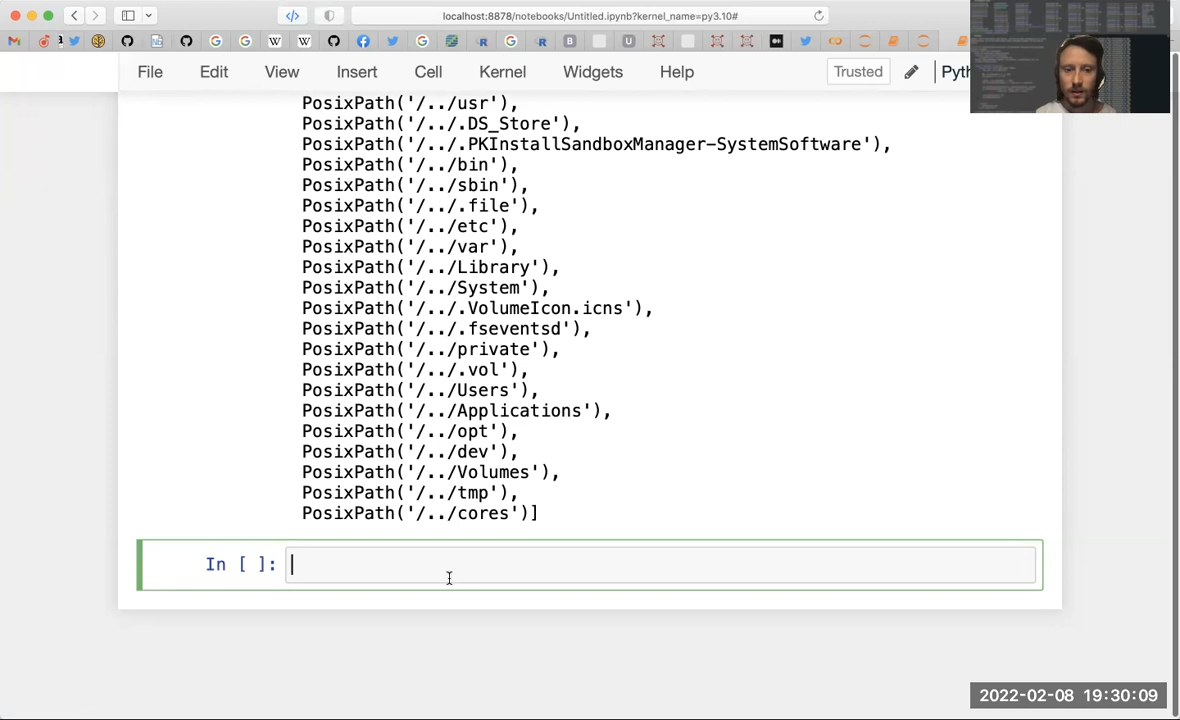 localhost:8878/notebooks/Untitled.ipynb?kernel_name=py3.10#
File Edit View Insert Cell Kernel Widgets Help Trusted Pyth
PosixPath('/../usr'),
PosixPath('/../.DS_Store'),
PosixPath('/../.PKInstallSandboxManager-SystemSoftware'),
PosixPath('/../bin'),
PosixPath('/../sbin'),
PosixPath('/../.file'),
PosixPath('/../etc'),
PosixPath('/../var'),
PosixPath('/../Library'),
PosixPath('/../System'),
PosixPath('/../.VolumeIcon.icns'),
PosixPath('/../.fseventsd'),
PosixPath('/../private'),
PosixPath('/../.vol'),
PosixPath('/../Users'),
PosixPath('/../Applications'),
PosixPath('/../opt'),
PosixPath('/../dev'),
PosixPath('/../Volumes'),
PosixPath('/../tmp'),
PosixPath('/../cores')]
In [ ]:
2022-02-08 19:30:09